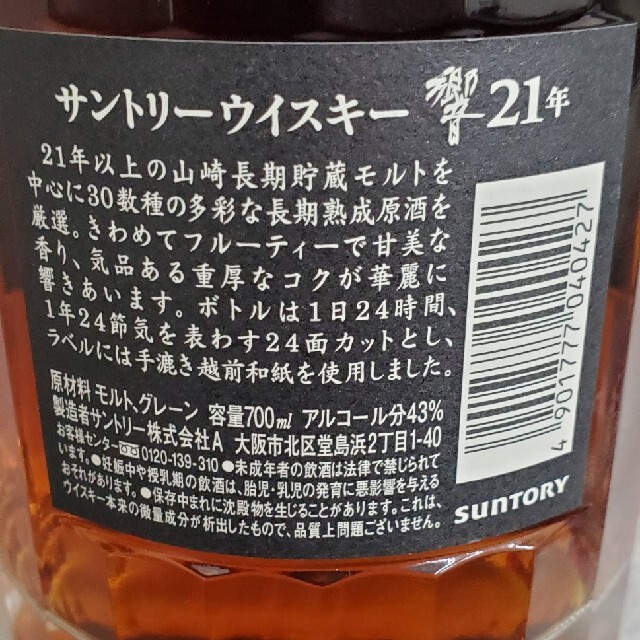 サントリーウイスキー 響 21年
21年以上の山崎長期貯蔵モルトを
中心に30数種の多彩な長期熟成原酒を
厳選。きわめてフルーティーで甘美な
香り、気品ある重厚なコクが華麗に
響きあいます。ボトルは1日24時間、
1年24節気を表わす24面カットとし、
ラベルには手漉き越前和紙を使用しました。
原材料 モルト、グレーン 容量700ml アルコール分43%
製造者サントリー株式会社A 大阪市北区堂島浜2丁目1-40
お客様センター 0120-139-310 ●未成年者の飲酒は法律で禁じられて
います。●妊娠中や授乳期の飲酒は、胎児・乳児の発育に悪影響を与える
おそれがあります。●保存中まれに沈殿物を生じることがあります。これは、
ウイスキー本来の微量成分が析出したもので、品質上問題ございません。
4 901777 040427
SUNTORY